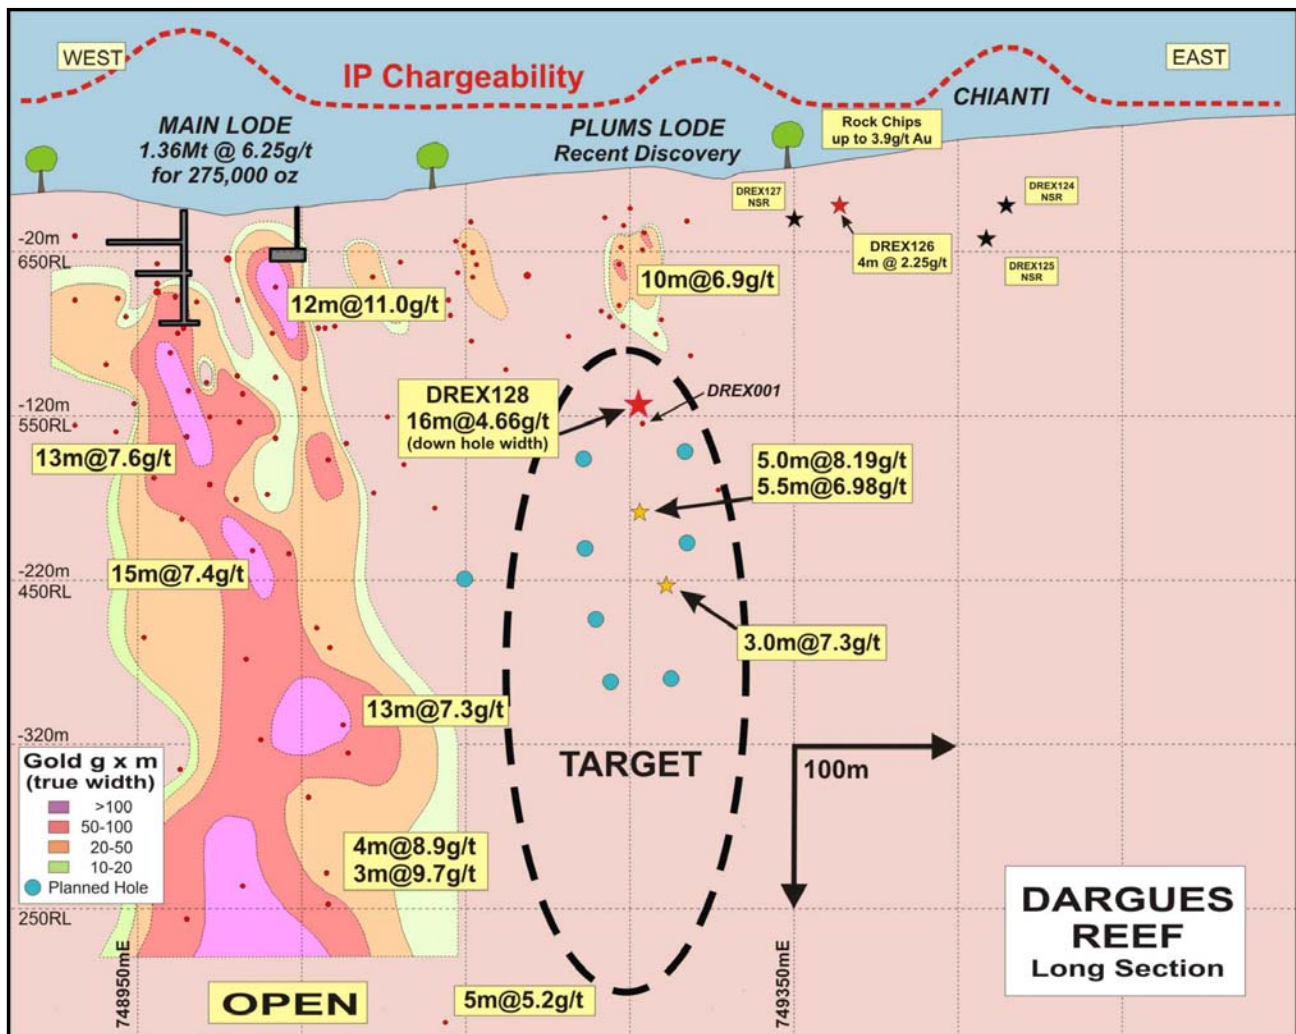 WEST
IP Chargeability
EAST
CHIANTI
MAIN LODE
1.36Mt @ 6.25g/t
for 275,000 oz
PLUMS LODE
Recent Discovery
Rock Chips
up to 3.9g/t Au
DREX127
NSR
DREX124
NSR
DREX126
4m @ 2.25g/t
DREX125
NSR
-20m
650RL
12m@11.0g/t
10m@6.9g/t
DREX128
16m@4.66g/t
(down hole width)
DREX001
-120m
550RL
13m@7.6g/t
5.0m@8.19g/t
5.5m@6.98g/t
15m@7.4g/t
-220m
450RL
3.0m@7.3g/t
13m@7.3g/t
-320m
TARGET
100m
Gold g x m
(true width)
>100
50-100
20-50
10-20
Planned Hole
4m@8.9g/t
3m@9.7g/t
250RL
748950mE
749350mE
OPEN
5m@5.2g/t
DARGUES
REEF
Long Section